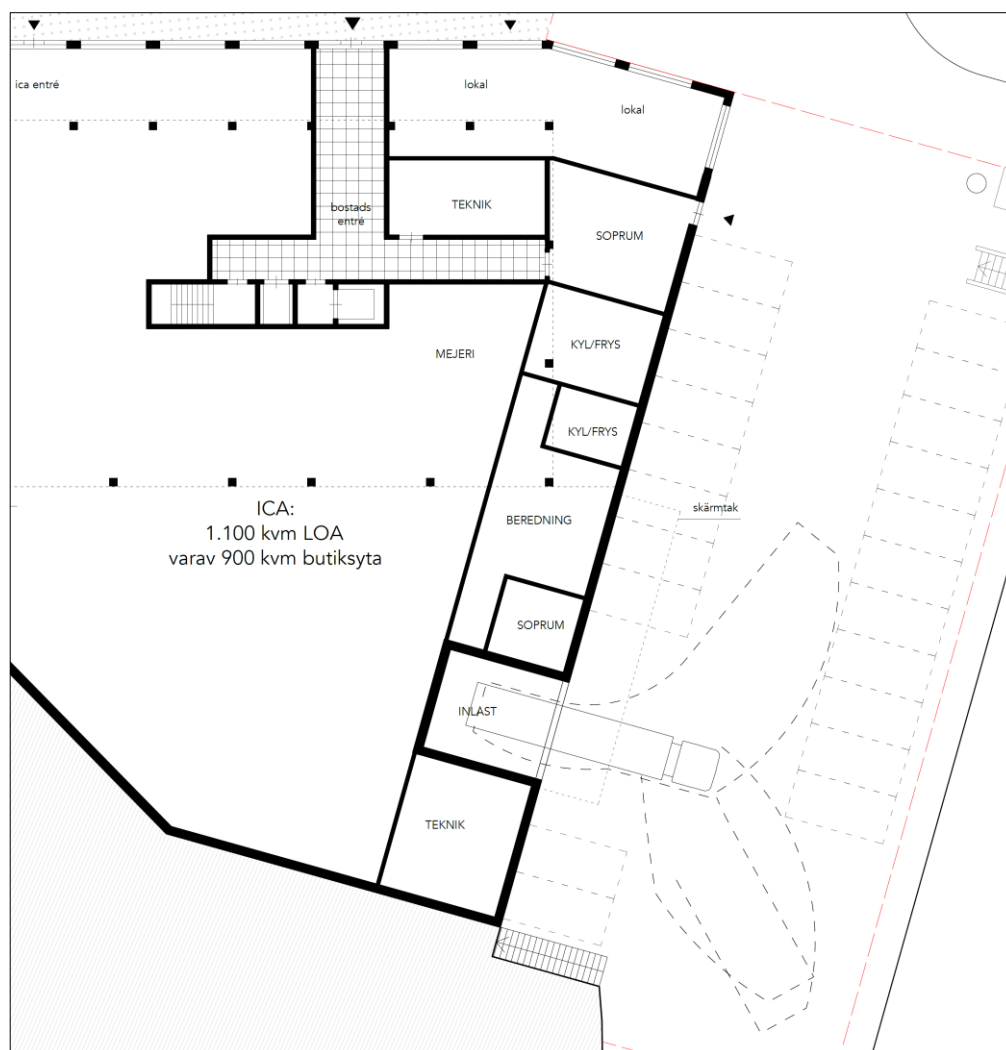 ica entré
lokal
lokal
TEKNIK
bostads
entré
SOPRUM
KYL/FRYS
MEJERI
KYL/FRYS
ICA:
1.100 kvm LOA
varav 900 kvm butiksyta
BEREDNING
skärmtak
SOPRUM
INLAST
TEKNIK